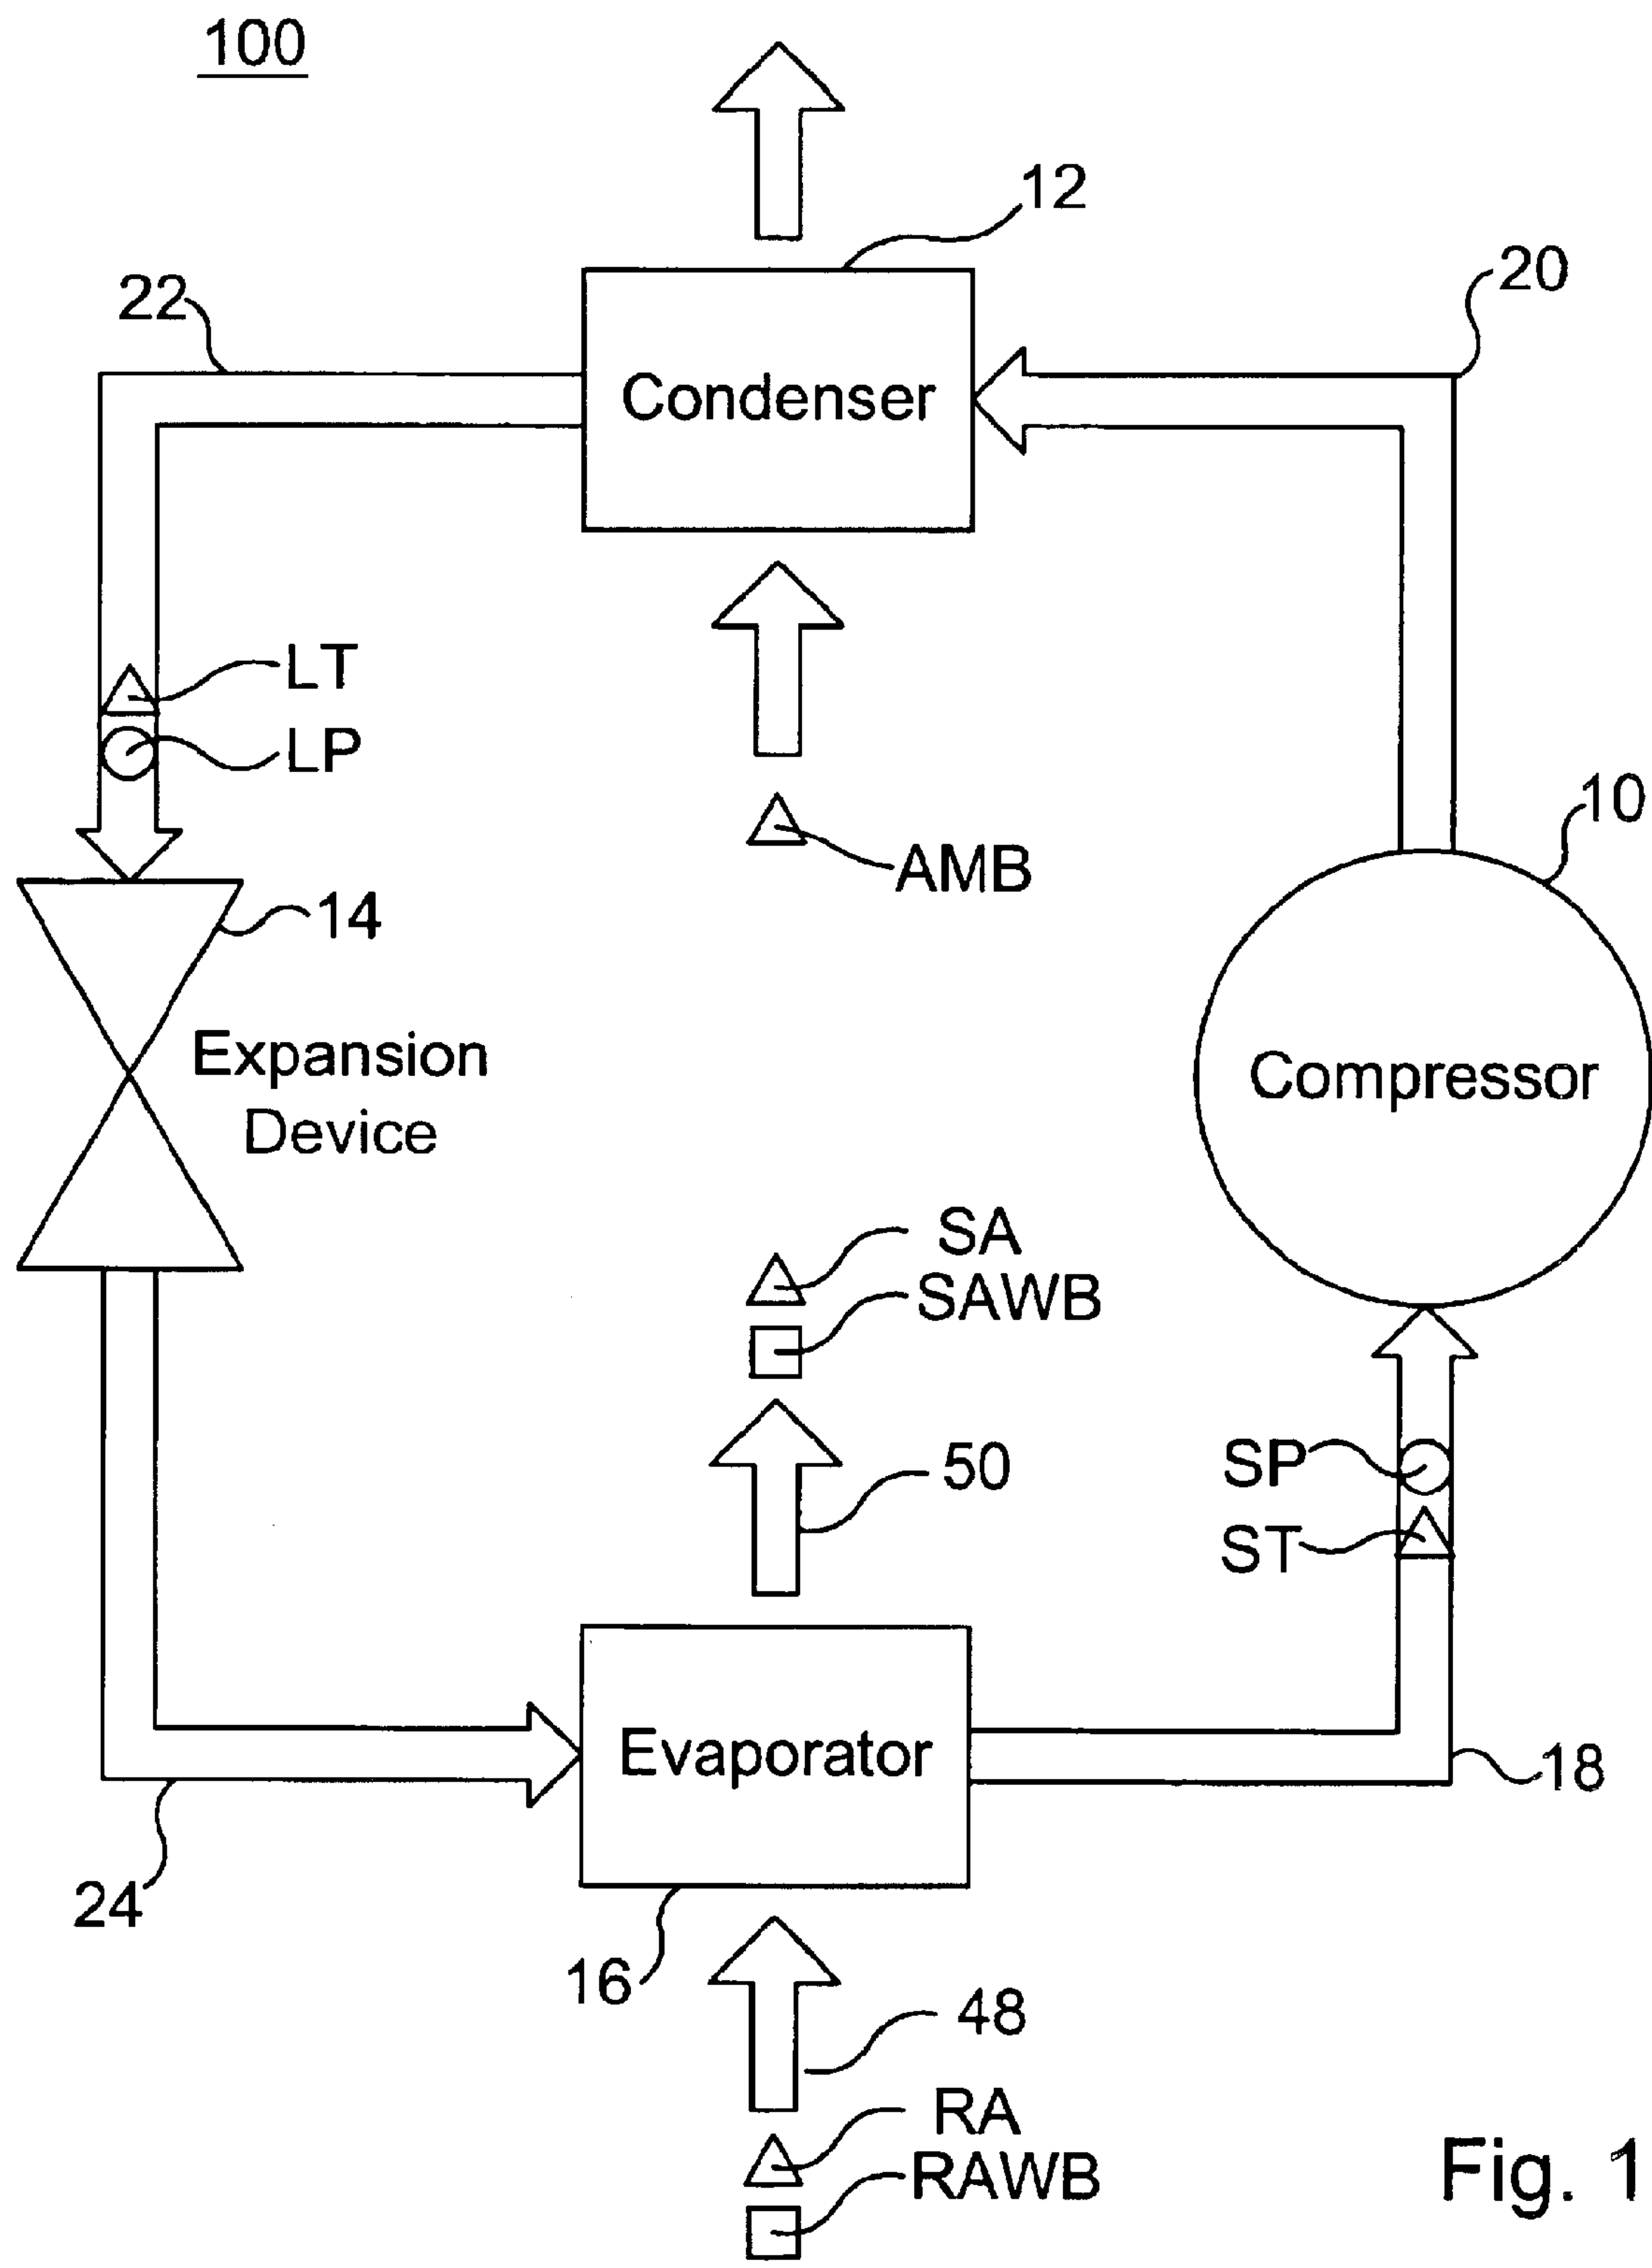 100
12
22
20
Condenser
LT
LP
10
AMB
14
Expansion
Device
Compressor
SA
SAWB
50
SP
ST
Evaporator
18
24
16
48
RA
RAWB
Fig. 1